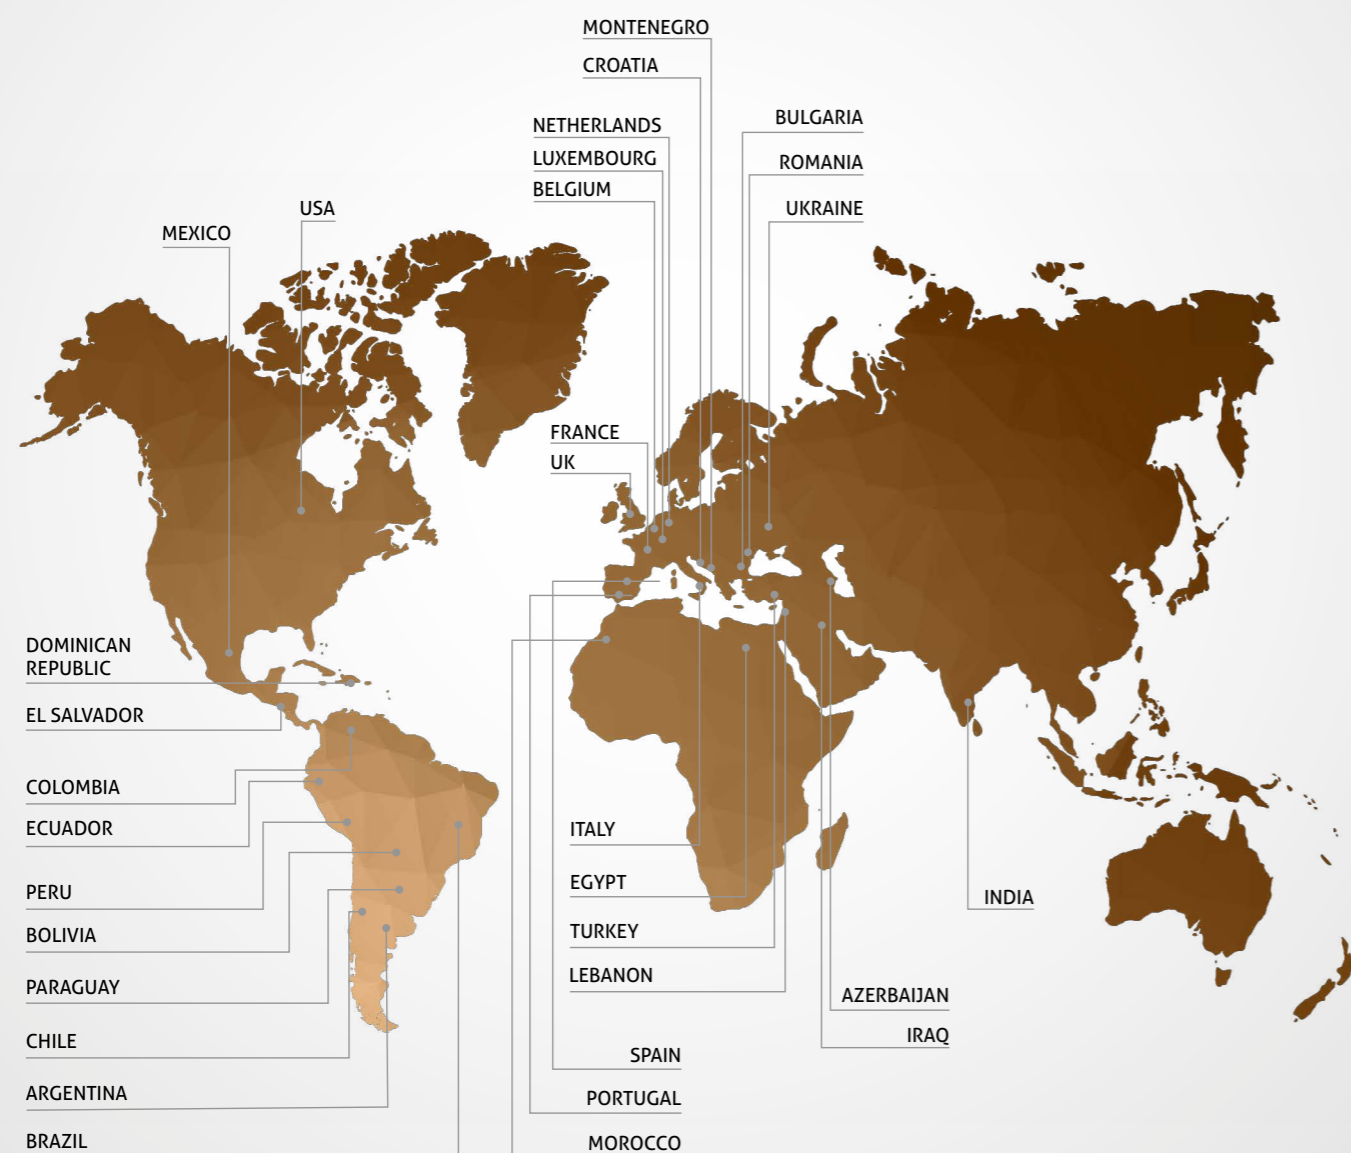 MONTENEGRO
CROATIA
NETHERLANDS
LUXEMBOURG
BELGIUM
BULGARIA
ROMANIA
UKRAINE
USA
MEXICO
FRANCE
UK
DOMINICAN
REPUBLIC
EL SALVADOR
COLOMBIA
ECUADOR
PERU
BOLIVIA
PARAGUAY
CHILE
ARGENTINA
BRAZIL
ITALY
EGYPT
TURKEY
LEBANON
SPAIN
PORTUGAL
MOROCCO
AZERBAIJAN
IRAQ
INDIA